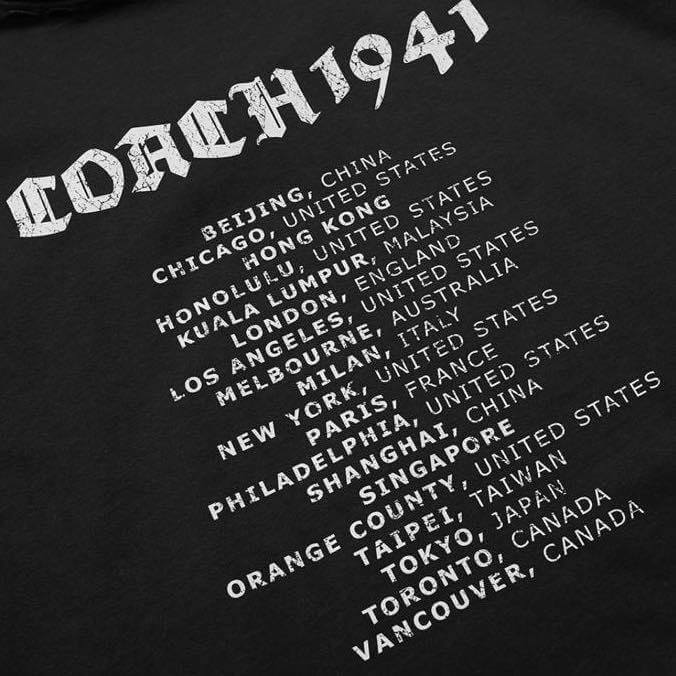 COACH 1941
BEIJING, CHINA
CHICAGO, UNITED STATES
HONG KONG
HONOLULU, UNITED STATES
KUALA LUMPUR, MALAYSIA
LONDON, ENGLAND
LOS ANGELES, UNITED STATES
MELBOURNE, AUSTRALIA
MILAN, ITALY
NEW YORK, UNITED STATES
PARIS, FRANCE
PHILADELPHIA, UNITED STATES
SHANGHAI, CHINA
SINGAPORE
ORANGE COUNTY, UNITED STATES
TAIPEI, TAIWAN
TOKYO, JAPAN
TORONTO, CANADA
VANCOUVER, CANADA